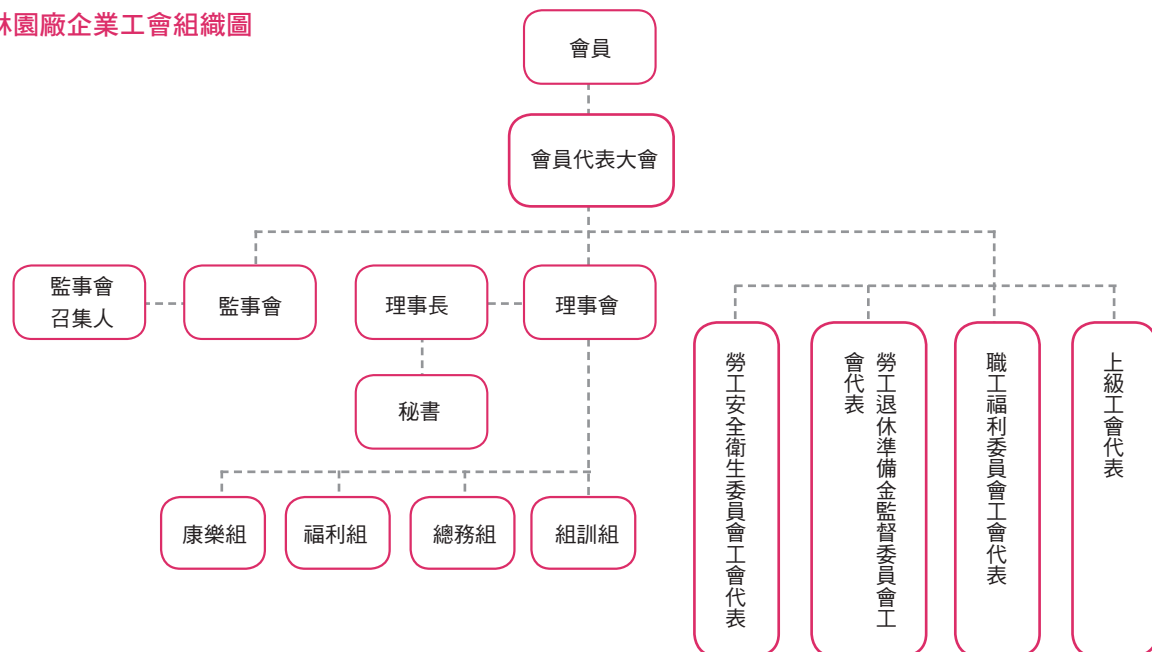 林園廠企業工會組織圖
會員
會員代表大會
監事會
召集人
監事會
理事長
理事會
秘書
康樂組
福利組
總務組
組訓組
勞工安全衛生委員會工會代表
勞工退休準備金監督委員會工
會代表
職工福利委員會工會代表
上級工會代表